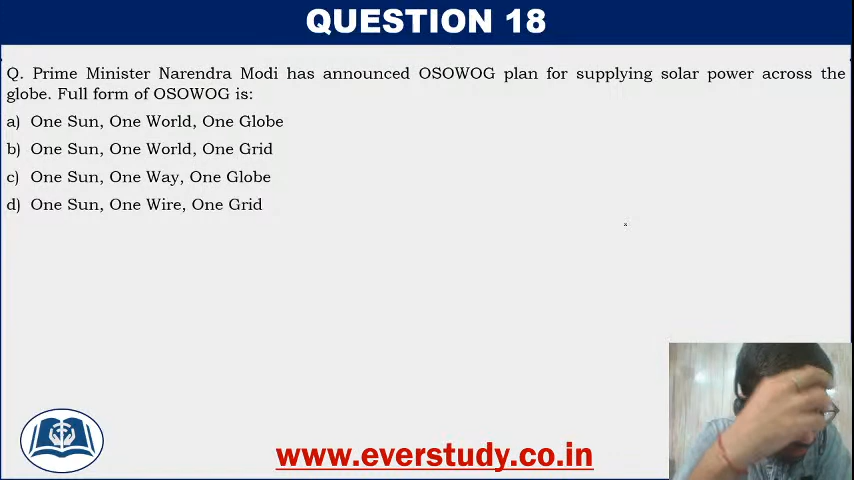 QUESTION 18
Q. Prime Minister Narendra Modi has announced OSOWOG plan for supplying solar power across the
globe. Full form of OSOWOG is:
a) One Sun, One World, One Globe
b) One Sun, One World, One Grid
c) One Sun, One Way, One Globe
d) One Sun, One Wire, One Grid
www.everstudy.co.in